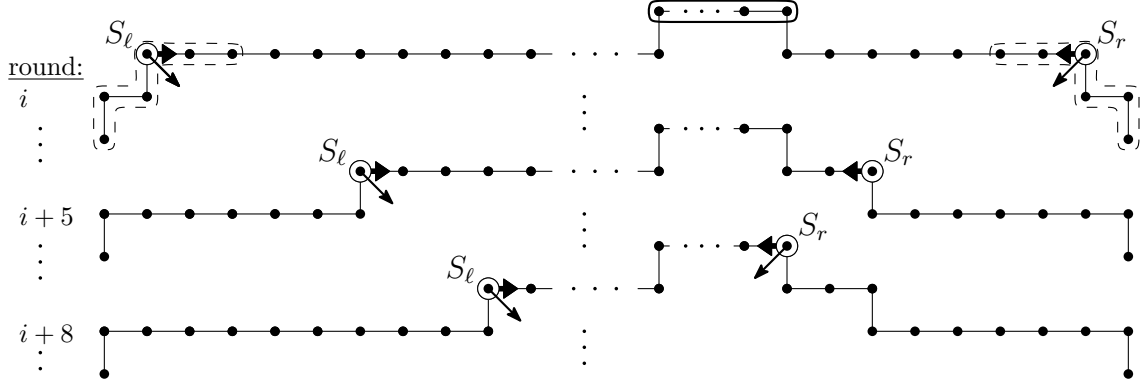 S_ℓ S_r
round:
i
S_ℓ S_r
i + 5
S_r
S_ℓ
i + 8